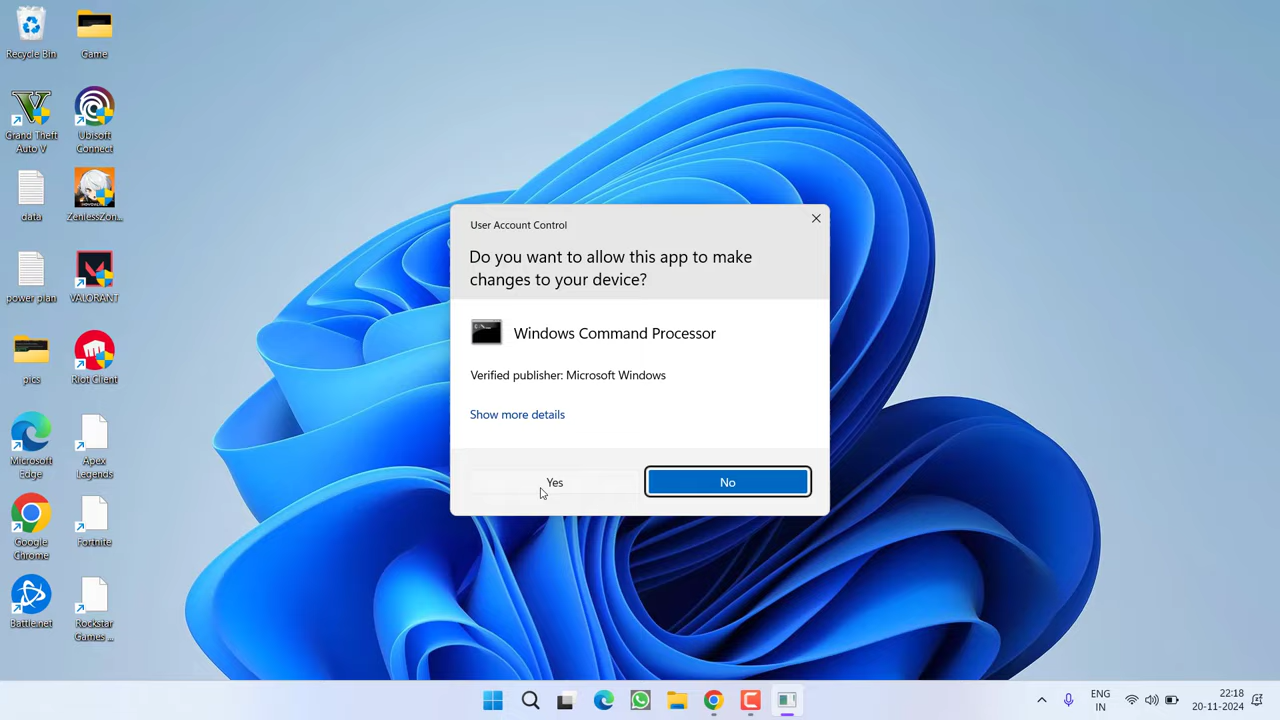 Recycle Bin
Game
Grand Theft
Auto V
Ubisoft
Connect
data
ZenlessZon...
power plan
VALORANT
pics
Riot Client
Microsoft
Edge
Apex
Legends
Google
Chrome
Fortnite
Battle.net
Rockstar
Games ...
User Account Control
Do you want to allow this app to make
changes to your device?
Windows Command Processor
Verified publisher: Microsoft Windows
Show more details
Yes
No
ENG
IN
22:18
20-11-2024